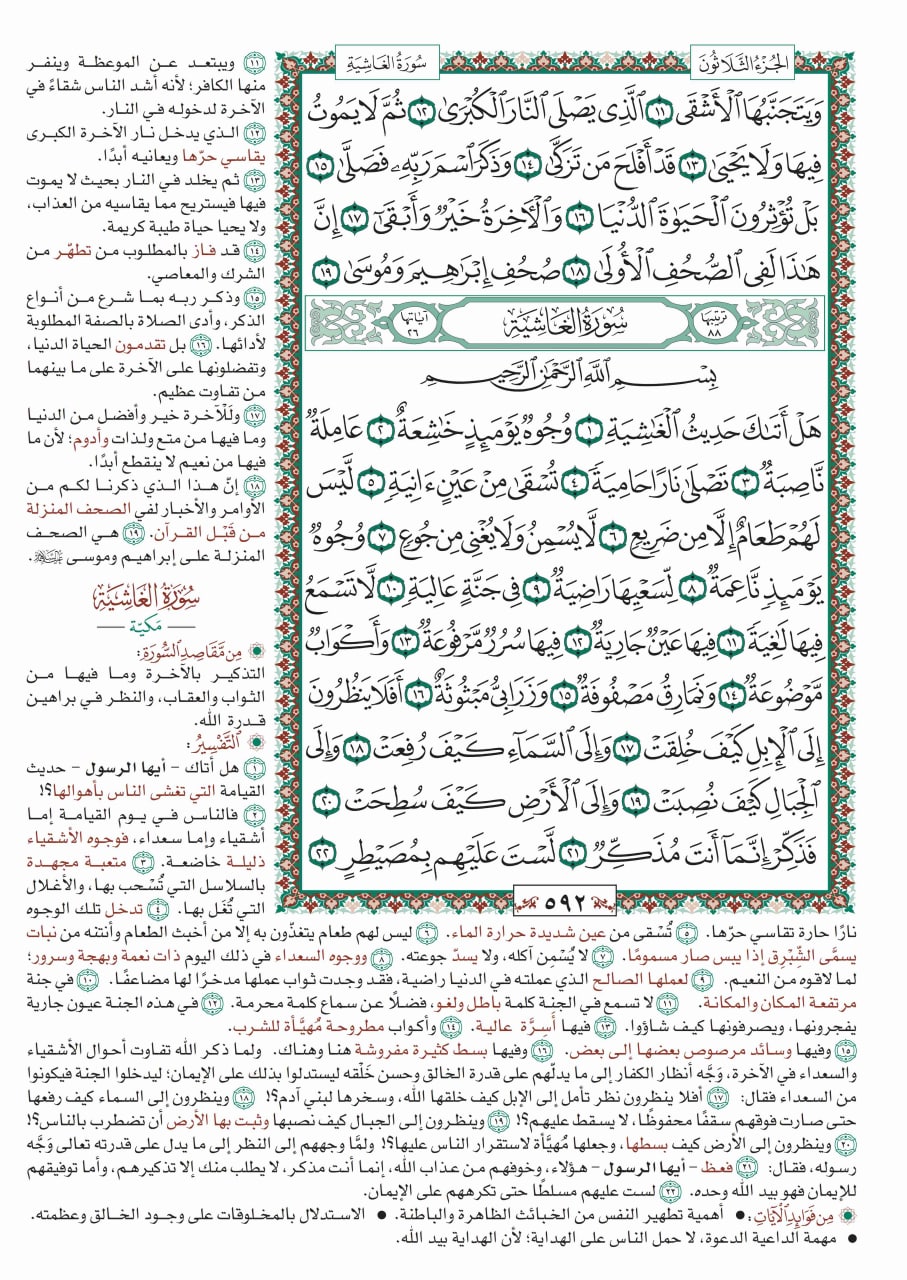 الجُزءُ الثَّلَاثُونَ
سُورَةُ الغَاشِيَةِ
وَيَتَجَنَّبُهَا ٱلْأَشْقَى ١١ ٱلَّذِي يَصْلَى ٱلنَّارَ ٱلْكُبْرَىٰ ١٢ ثُمَّ لَا يَمُوتُ
فِيهَا وَلَا يَحْيَىٰ ١٣ قَدْ أَفْلَحَ مَن تَزَكَّىٰ ١٤ وَذَكَرَ ٱسْمَ رَبِّهِۦ فَصَلَّىٰ ١٥
بَلْ تُؤْثِرُونَ ٱلْحَيَوٰةَ ٱلدُّنْيَا ١٦ وَٱلْءَاخِرَةُ خَيْرٌ وَأَبْقَىٰٓ ١٧ إِنَّ
هَٰذَا لَفِي ٱلصُّحُفِ ٱلْأُولَىٰ ١٨ صُحُفِ إِبْرَٰهِيمَ وَمُوسَىٰ ١٩
ترتيبها ٨٨ سُورَةُ الغَاشِيَةِ آياتها ٢٦
بِسْمِ ٱللَّهِ ٱلرَّحْمَٰنِ ٱلرَّحِيمِ
هَلْ أَتَىٰكَ حَدِيثُ ٱلْغَٰشِيَةِ ١ وُجُوهٌ يَوْمَئِذٍ خَٰشِعَةٌ ٢ عَامِلَةٌ
نَّاصِبَةٌ ٣ تَصْلَىٰ نَارًا حَامِيَةً ٤ تُسْقَىٰ مِنْ عَيْنٍ ءَانِيَةٍ ٥ لَّيْسَ
لَهُمْ طَعَامٌ إِلَّا مِن ضَرِيعٍ ٦ لَّا يُسْمِنُ وَلَا يُغْنِي مِن جُوعٍ ٧ وُجُوهٌ
يَوْمَئِذٍ نَّاعِمَةٌ ٨ لِّسَعْيِهَا رَاضِيَةٌ ٩ فِي جَنَّةٍ عَالِيَةٍ ١٠ لَّا تَسْمَعُ
فِيهَا لَٰغِيَةً ١١ فِيهَا عَيْنٌ جَارِيَةٌ ١٢ فِيهَا سُرُرٌ مَّرْفُوعَةٌ ١٣ وَأَكْوَابٌ
مَّوْضُوعَةٌ ١٤ وَنَمَارِقُ مَصْفُوفَةٌ ١٥ وَزَرَابِيُّ مَبْثُوثَةٌ ١٦ أَفَلَا يَنظُرُونَ
إِلَى ٱلْإِبِلِ كَيْفَ خُلِقَتْ ١٧ وَإِلَى ٱلسَّمَآءِ كَيْفَ رُفِعَتْ ١٨ وَإِلَى
ٱلْجِبَالِ كَيْفَ نُصِبَتْ ١٩ وَإِلَى ٱلْأَرْضِ كَيْفَ سُطِحَتْ ٢٠
فَذَكِّرْ إِنَّمَآ أَنتَ مُذَكِّرٌ ٢١ لَّسْتَ عَلَيْهِم بِمُصَيْطِرٍ ٢٢
٥٩٢
١١ ويبتعد عن الموعظة وينفر
منها الكافر؛ لأنه أشد الناس شقاءً في
الآخرة لدخوله في النار.
١٢ الذي يدخل نار الآخرة الكبرى
يقاسي حرّها ويعانيه أبدًا.
١٣ ثم يخلد في النار بحيث لا يموت
فيها فيستريح مما يقاسيه من العذاب،
ولا يحيا حياة طيبة كريمة.
١٤ قد فاز بالمطلوب من تطهّر من
الشرك والمعاصي.
١٥ وذكر ربه بما شرع من أنواع
الذكر، وأدى الصلاة بالصفة المطلوبة
لأدائها. ١٦ بل تقدمون الحياة الدنيا،
وتفضلونها على الآخرة على ما بينهما
من تفاوت عظيم.
١٧ وللْآخرة خير وأفضل من الدنيا
وما فيها من متع ولذات وأدوم؛ لأن ما
فيها من نعيم لا ينقطع أبدًا.
١٨ إنّ هذا الذي ذكرنا لكم من
الأوامر والأخبار لفي الصحف المنزلة
من قَبْل القرآن. ١٩ هي الصحف
المنزلة على إبراهيم وموسى.
سُورَةُ الغَاشِيَةِ
مَكيّة
مِن مَّقَاصِدِ السُّورَةِ:
التذكير بالآخرة وما فيها من
الثواب والعقاب، والنظر في براهين
قدرة الله.
التَّفْسِيرُ:
١ هل أتاك – أيها الرسول – حديث
القيامة التي تغشى الناس بأهوالها؟!
٢ فالناس في يوم القيامة إما
أشقياء وإما سعداء، فوجوه الأشقياء
ذليلة خاضعة. ٣ متعبة مجهدة
بالسلاسل التي تُسْحب بها، والأغلال
التي تُغَل بها. ٤ تدخل تلك الوجوه
نارًا حارة تقاسي حرّها. ٥ تُسْقى من عين شديدة حرارة الماء. ٦ ليس لهم طعام يتغذّون به إلا من أخبث الطعام وأنتنه من نبات
يسمَّى الشِّبْرِق إذا يبس صار مسمومًا. ٧ لا يُسْمِن آكله، ولا يسدّ جوعته. ٨ ووجوه السعداء في ذلك اليوم ذات نعمة وبهجة وسرور؛
لما لاقوه من النعيم. ٩ لعملها الصالح الذي عملته في الدنيا راضية، فقد وجدت ثواب عملها مدخرًا لها مضاعفًا. ١٠ في جنة
مرتفعة المكان والمكانة. ١١ لا تسمع في الجنة كلمة باطل ولغو، فضلًا عن سماع كلمة محرمة. ١٢ في هذه الجنة عيون جارية
يفجرونها، ويصرفونها كيف شاؤوا. ١٣ فيها أَسِرَّة عالية. ١٤ وأكواب مطروحة مُهيَّأة للشرب.
١٥ وفيها وسائد مرصوص بعضها إلى بعض. ١٦ وفيها بسط كثيرة مفروشة هنا وهناك. ولما ذكر الله تفاوت أحوال الأشقياء
والسعداء في الآخرة، وَجَّه أنظار الكفار إلى ما يدلّهم على قدرة الخالق وحسن خَلْقه ليستدلوا بذلك على الإيمان؛ ليدخلوا الجنة فيكونوا
من السعداء فقال: ١٧ أفلا ينظرون نظر تأمل إلى الإبل كيف خلقها الله، وسخرها لبني آدم؟! ١٨ وينظرون إلى السماء كيف رفعها
حتى صارت فوقهم سقفًا محفوظًا، لا يسقط عليهم؟! ١٩ وينظرون إلى الجبال كيف نصبها وثبت بها الأرض أن تضطرب بالناس؟!
٢٠ وينظرون إلى الأرض كيف بسطها، وجعلها مُهَيَّأة لاستقرار الناس عليها؟! ولمَّا وجههم إلى النظر إلى ما يدل على قدرته تعالى وَجَّه
رسوله، فقال: ٢١ فعِظ – أيها الرسول – هؤلاء، وخوفهم من عذاب الله، إنما أنت مذكر، لا يطلب منك إلا تذكيرهم، وأما توفيقهم
للإيمان فهو بيد الله وحده. ٢٢ لست عليهم مسلطًا حتى تكرههم على الإيمان.
مِن فَوَائِدِ الْآيَاتِ: • أهمية تطهير النفس من الخبائث الظاهرة والباطنة. • الاستدلال بالمخلوقات على وجود الخالق وعظمته.
• مهمة الداعية الدعوة، لا حمل الناس على الهداية؛ لأن الهداية بيد الله.